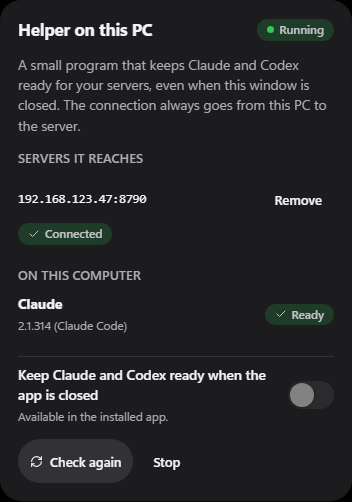 Helper on this PC
Running
A small program that keeps Claude and Codex
ready for your servers, even when this window is
closed. The connection always goes from this PC to
the server.
SERVERS IT REACHES
192.168.123.47:8790
Remove
Connected
ON THIS COMPUTER
Claude
2.1.314 (Claude Code)
Ready
Keep Claude and Codex ready when the
app is closed
Available in the installed app.
Check again
Stop